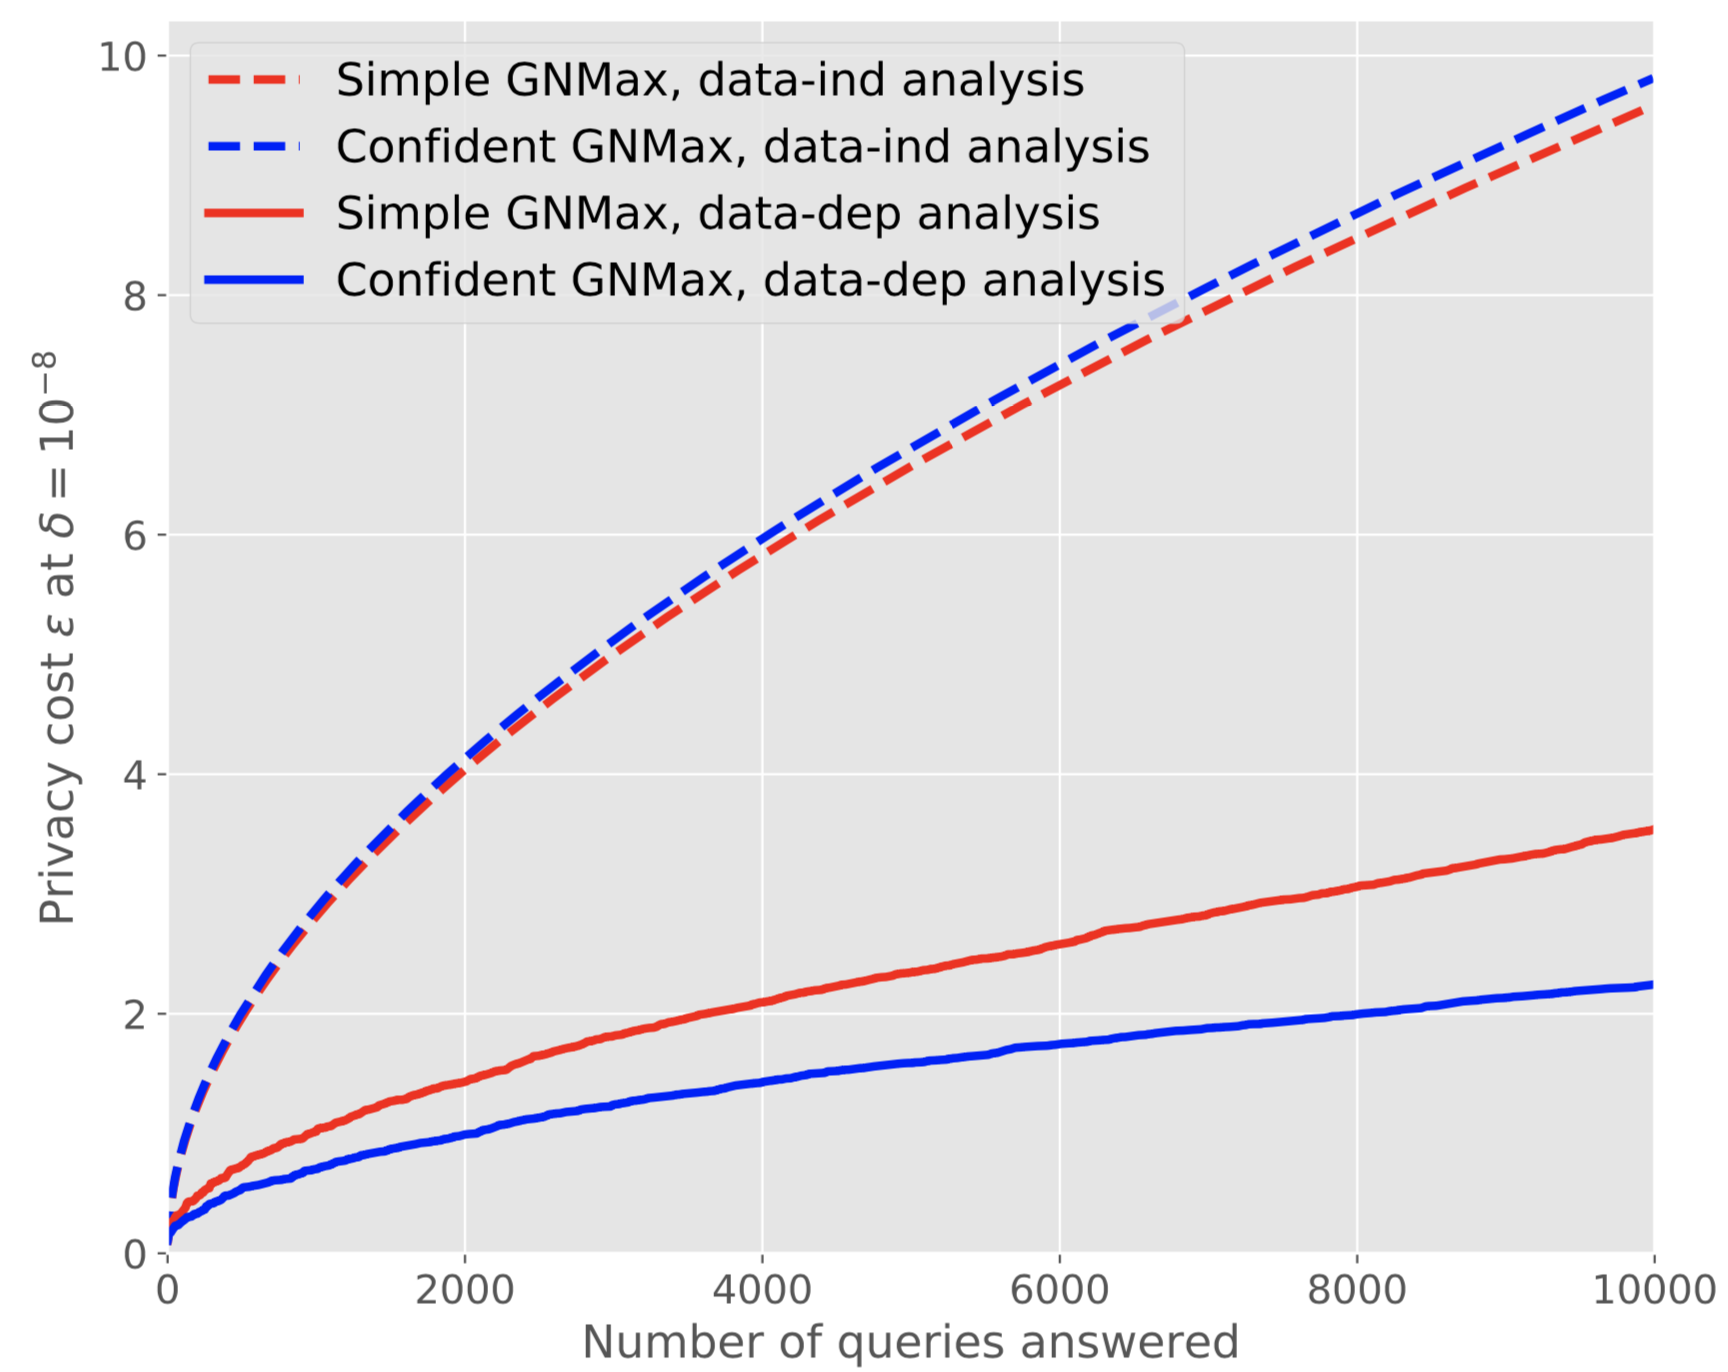 10
8
6
4
2
0
Privacy cost ε at δ = 10⁻⁸
Simple GNMax, data-ind analysis
Confident GNMax, data-ind analysis
Simple GNMax, data-dep analysis
Confident GNMax, data-dep analysis
0 2000 4000 6000 8000 10000
Number of queries answered